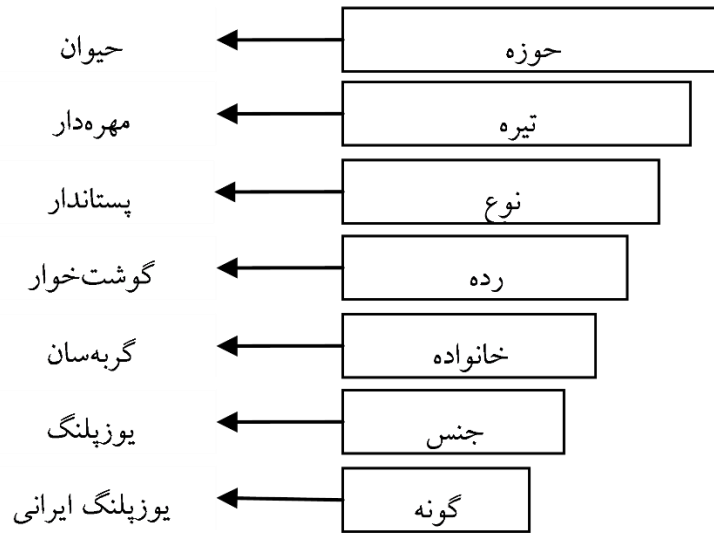 حوزه
حیوان
تیره
مهره‌دار
نوع
پستاندار
رده
گوشت‌خوار
خانواده
گربه‌سان
جنس
یوزپلنگ
گونه
یوزپلنگ ایرانی